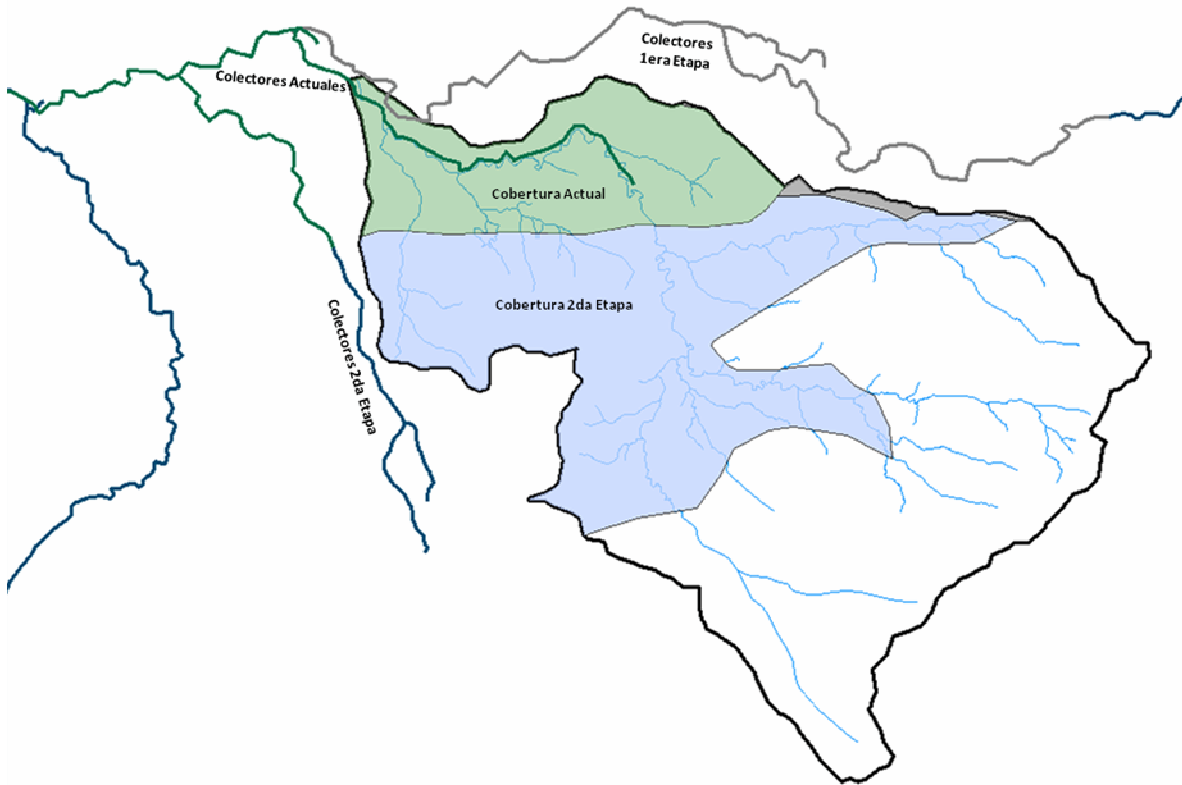 Colectores
1era Etapa
Colectores Actuales
Cobertura Actual
Cobertura 2da Etapa
Colectores 2da Etapa